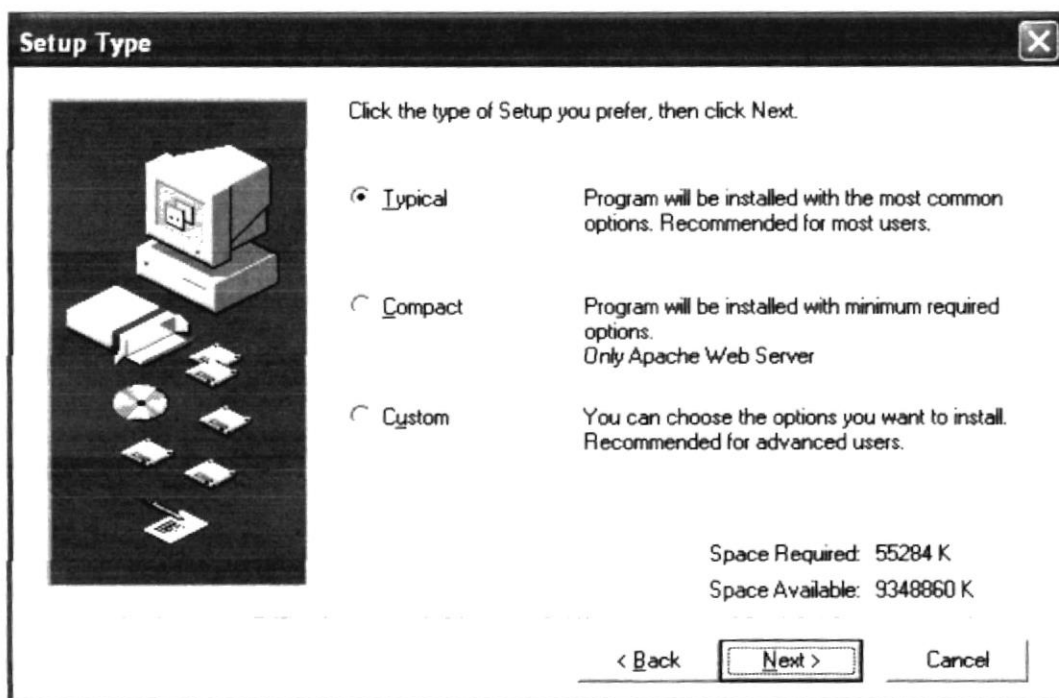 Setup Type
Click the type of Setup you prefer, then click Next.
Typical
Program will be installed with the most common
options. Recommended for most users.
Compact
Program will be installed with minimum required
options.
Only Apache Web Server
Custom
You can choose the options you want to install.
Recommended for advanced users.
Space Required: 55284 K
Space Available: 9348860 K
< Back
Next >
Cancel